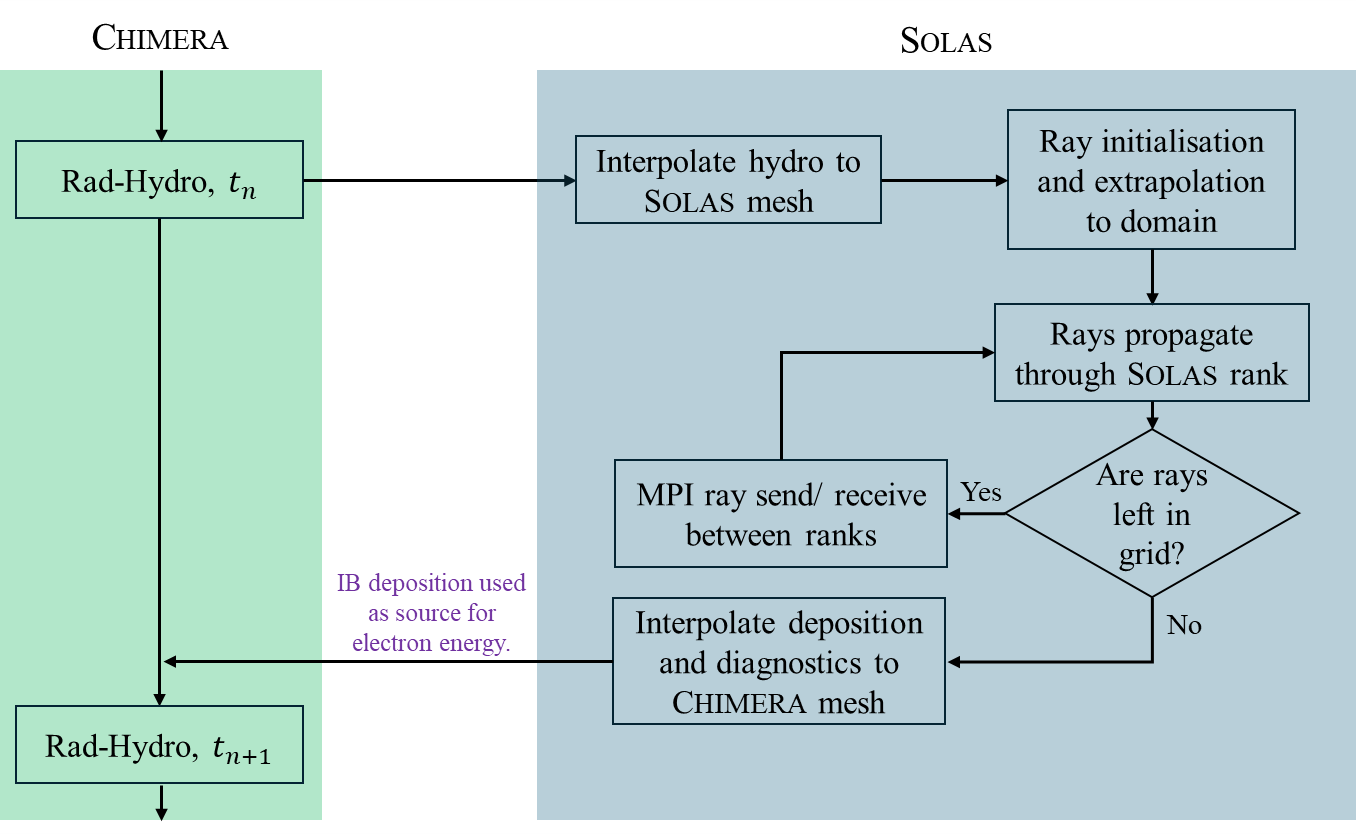 CHIMERA
SOLAS
Rad-Hydro, tₙ
Interpolate hydro to
SOLAS mesh
Ray initialisation
and extrapolation
to domain
Rays propagate
through SOLAS rank
Are rays
left in
grid?
Yes
MPI ray send/ receive
between ranks
No
Interpolate deposition
and diagnostics to
CHIMERA mesh
IB deposition used
as source for
electron energy.
Rad-Hydro, tₙ₊₁